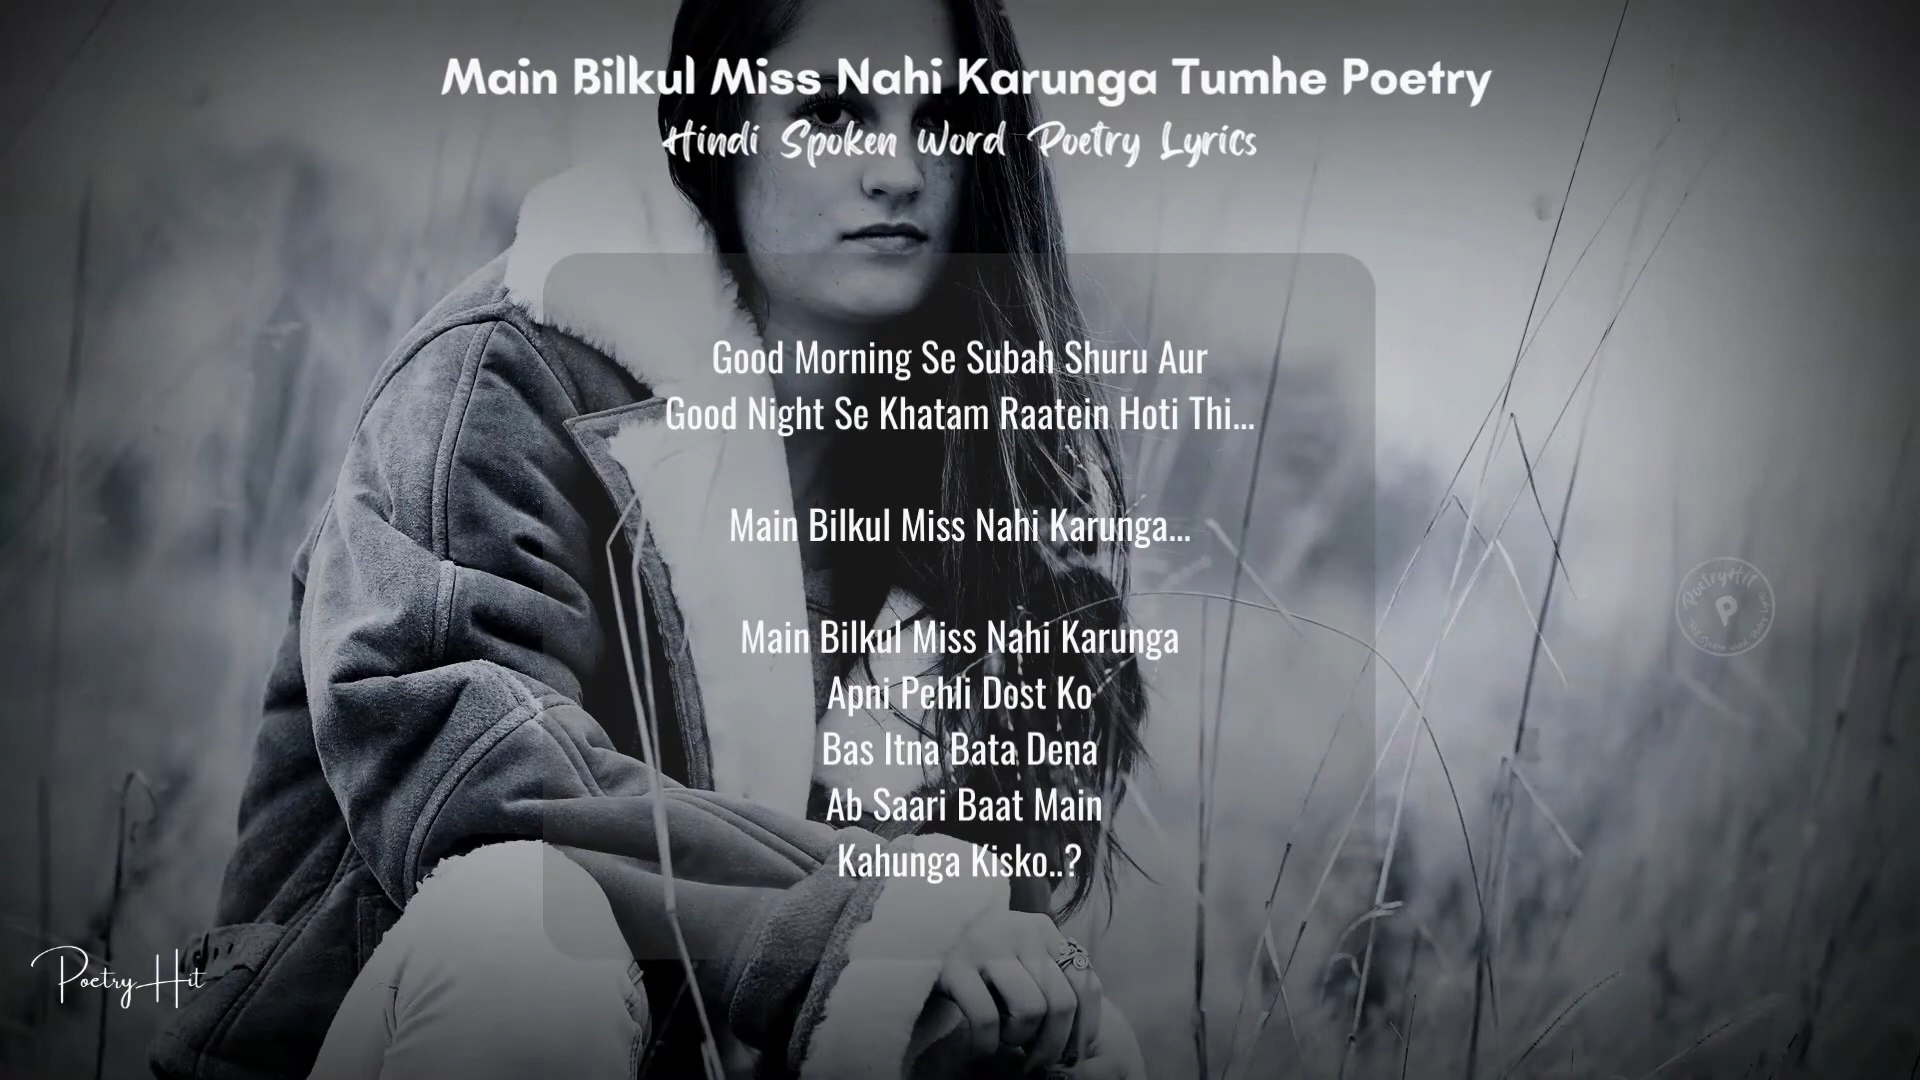 Main Bilkul Miss Nahi Karunga Tumhe Poetry
Hindi Spoken Word Poetry Lyrics
Good Morning Se Subah Shuru Aur
Good Night Se Khatam Raatein Hoti Thi...
Main Bilkul Miss Nahi Karunga...
Main Bilkul Miss Nahi Karunga
Apni Pehli Dost Ko
Bas Itna Bata Dena
Ab Saari Baat Main
Kahunga Kisko..?
PoetryHit
P
Poetry Hit